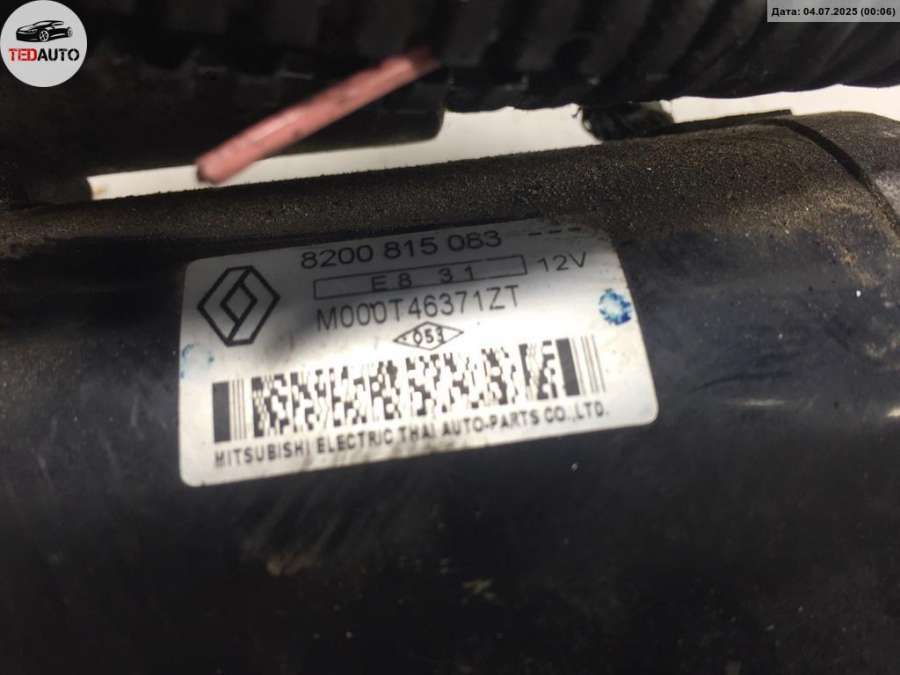 TEDAUTO
Дата: 04.07.2025 (00:06)
8200 815 083 ---
E8 31 12V
M000T46371ZT
053
MITSUBISHI ELECTRIC THAI AUTO-PARTS CO.,LTD.